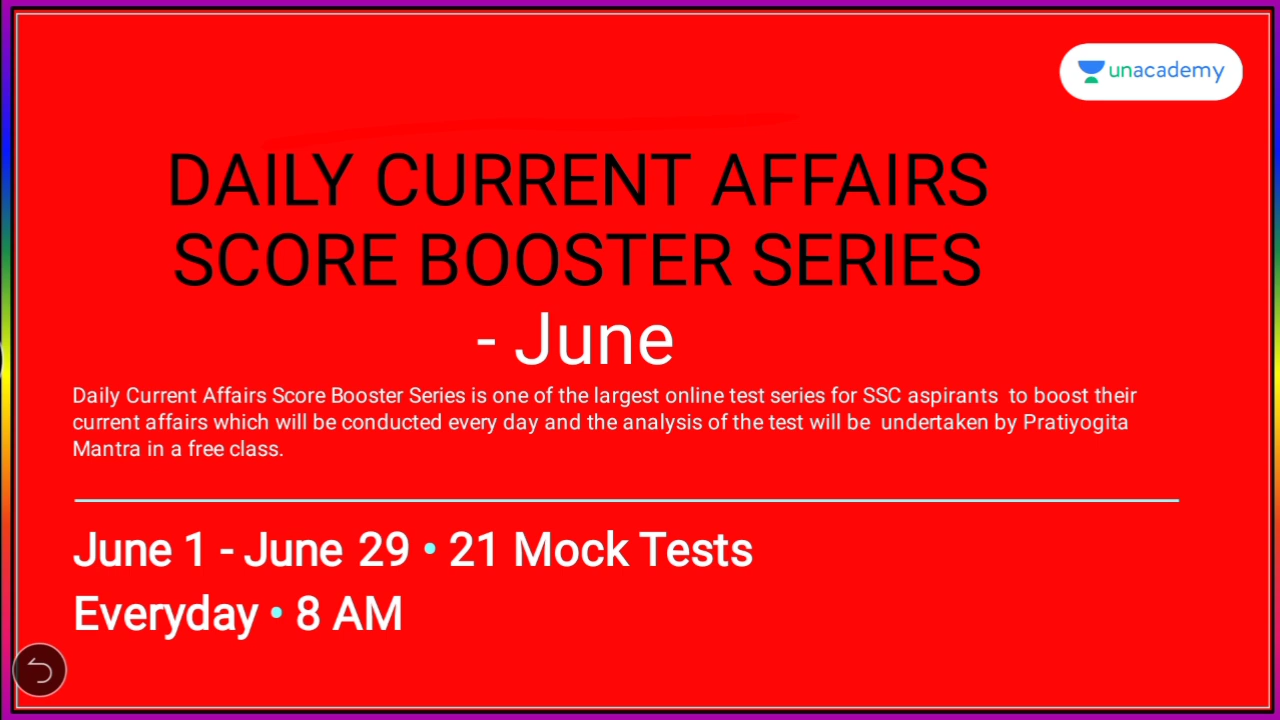 unacademy
DAILY CURRENT AFFAIRS
SCORE BOOSTER SERIES
- June
Daily Current Affairs Score Booster Series is one of the largest online test series for SSC aspirants to boost their
current affairs which will be conducted every day and the analysis of the test will be undertaken by Pratiyogita
Mantra in a free class.
June 1 - June 29 • 21 Mock Tests
Everyday • 8 AM